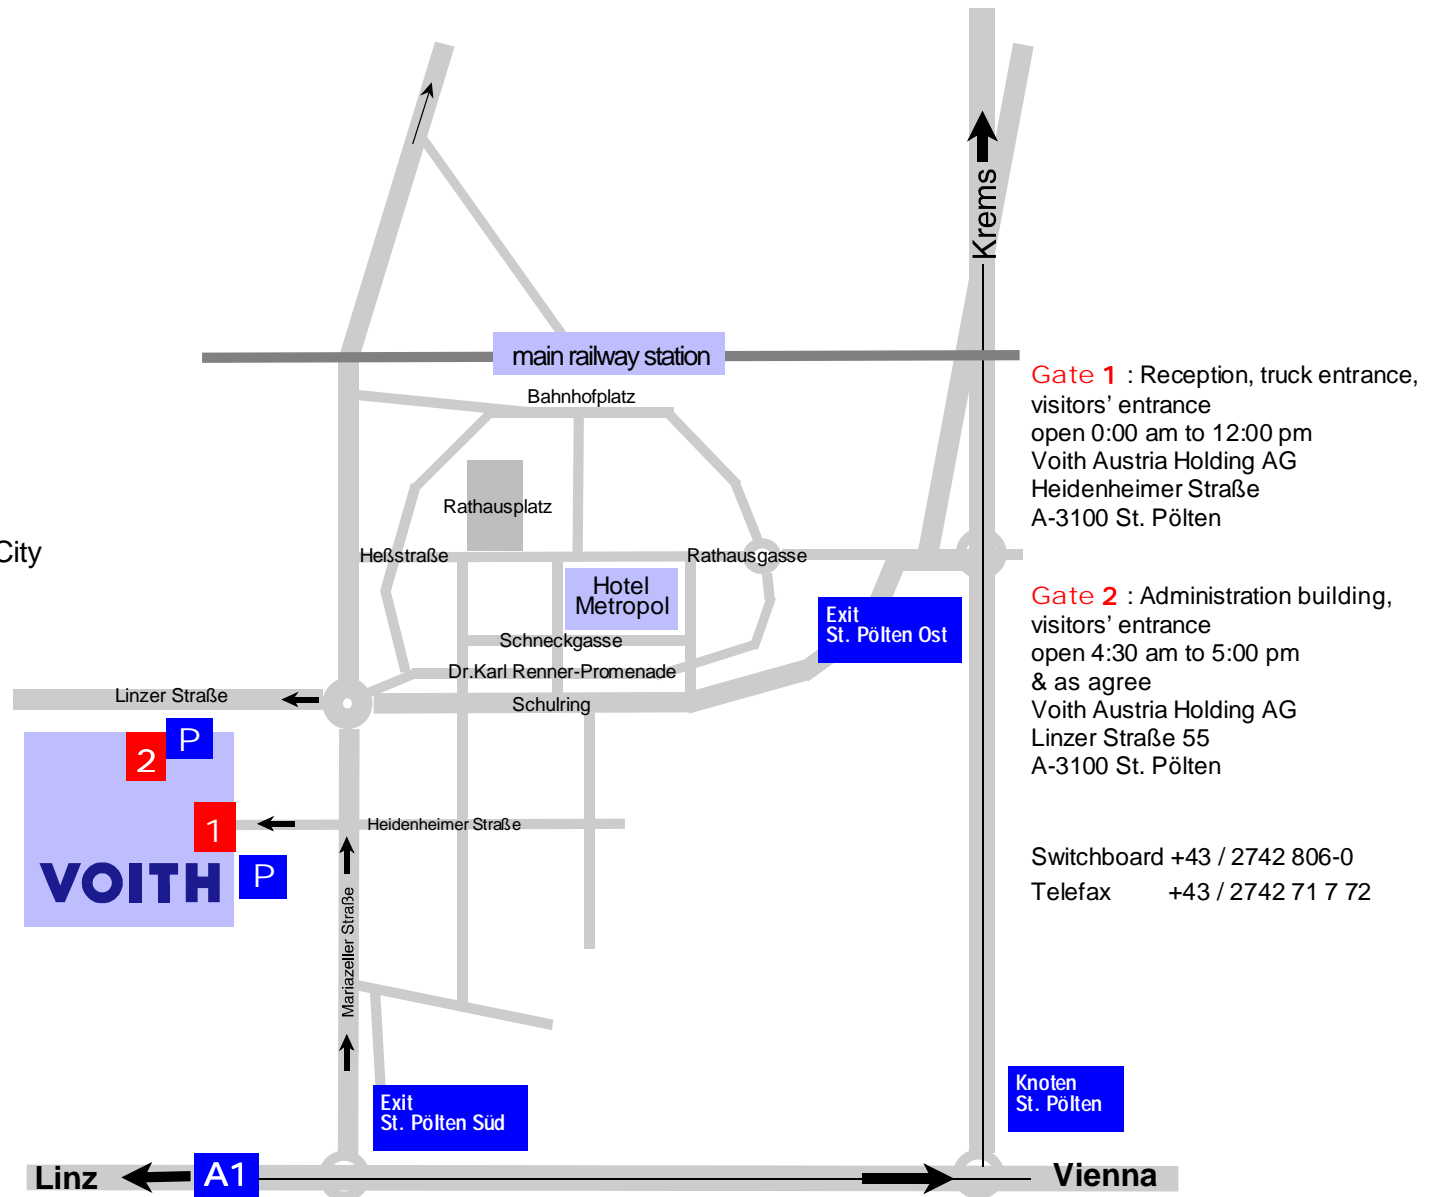 Krems
main railway station
Bahnhofplatz
Rathausplatz
City
Heßstraße
Rathausgasse
Hotel
Metropol
Exit
St. Pölten Ost
Schneckgasse
Dr.Karl Renner-Promenade
Linzer Straße
Schulring
P
2
1
Heidenheimer Straße
VOITH
P
Mariazeller Straße
Exit
St. Pölten Süd
Knoten
St. Pölten
Linz
A1
Vienna
Gate 1 : Reception, truck entrance,
visitors’ entrance
open 0:00 am to 12:00 pm
Voith Austria Holding AG
Heidenheimer Straße
A-3100 St. Pölten
Gate 2 : Administration building,
visitors’ entrance
open 4:30 am to 5:00 pm
& as agree
Voith Austria Holding AG
Linzer Straße 55
A-3100 St. Pölten
Switchboard +43 / 2742 806-0
Telefax +43 / 2742 71 7 72